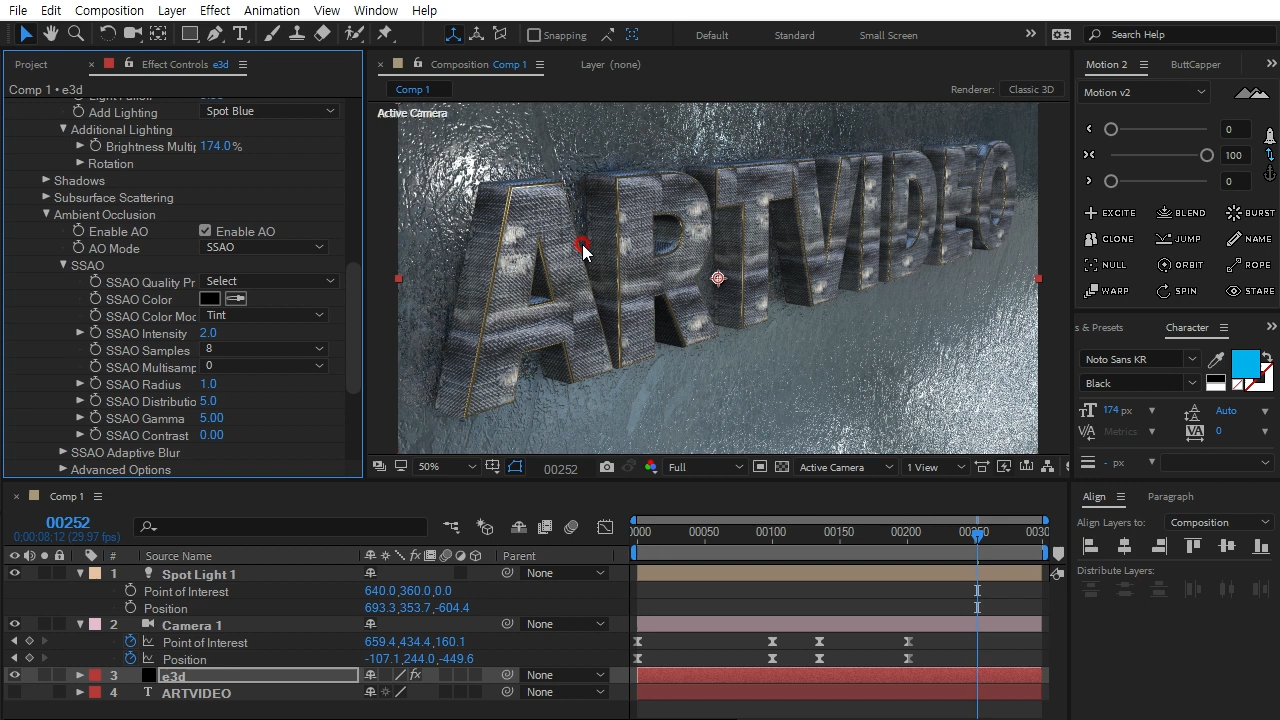 File Edit Composition Layer Effect Animation View Window Help
Snapping Default Standard Small Screen Search Help
Project × Effect Controls e3d × Composition Comp 1 Layer (none) Motion 2 ButtCapper
Comp 1 • e3d Comp 1 Renderer: Classic 3D Motion v2
Add Lighting Spot Blue Active Camera
Additional Lighting
Brightness Multip 174.0% 0
Rotation 100
Shadows 0
Subsurface Scattering
Ambient Occlusion EXCITE BLEND BURST
Enable AO Enable AO
AO Mode SSAO CLONE JUMP NAME
SSAO NULL ORBIT ROPE
SSAO Quality Pr Select
SSAO Color WARP SPIN STARE
SSAO Color Moc Tint
SSAO Intensity 2.0 s & Presets Character
SSAO Samples 8
SSAO Multisamp 0 Noto Sans KR
SSAO Radius 1.0 Black
SSAO Distributio 5.0 174 px Auto
SSAO Gamma 5.00 Metrics 0
SSAO Contrast 0.00
SSAO Adaptive Blur - px
Advanced Options 50% 00252 Full Active Camera 1 View
ARTVIDEO
× Comp 1 Align Paragraph
00252 Align Layers to: Composition
0;00;08;12 (29.97 fps) 0000 00050 00100 00150 00200 0030
# Source Name Parent Distribute Layers:
1 Spot Light 1 None
Point of Interest 640.0,360.0,0.0
Position 693.3,353.7,-604.4
2 Camera 1 None
Point of Interest 659.4,434.4,160.1
Position -107.1,244.0,-449.6
3 e3d fx None
4 T ARTVIDEO None